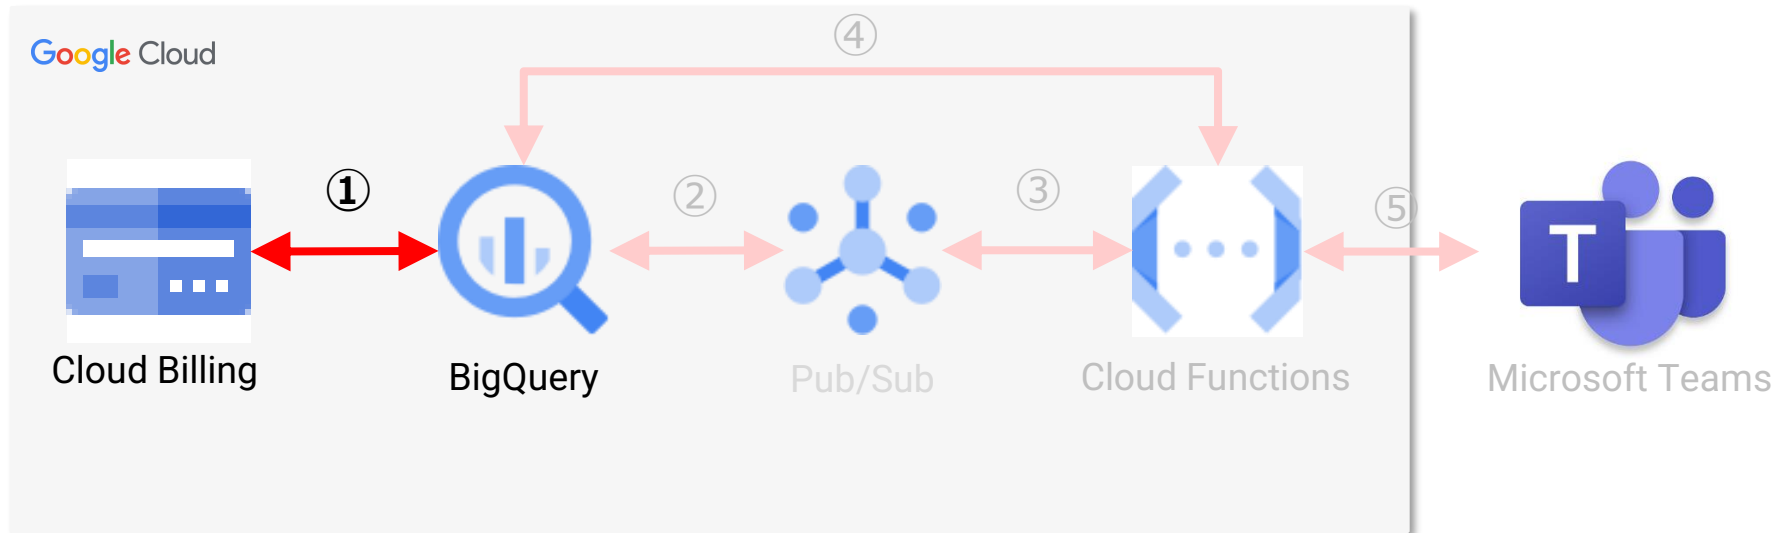 Google Cloud
④
①
②
③
⑤
T
Cloud Billing
BigQuery
Pub/Sub
Cloud Functions
Microsoft Teams